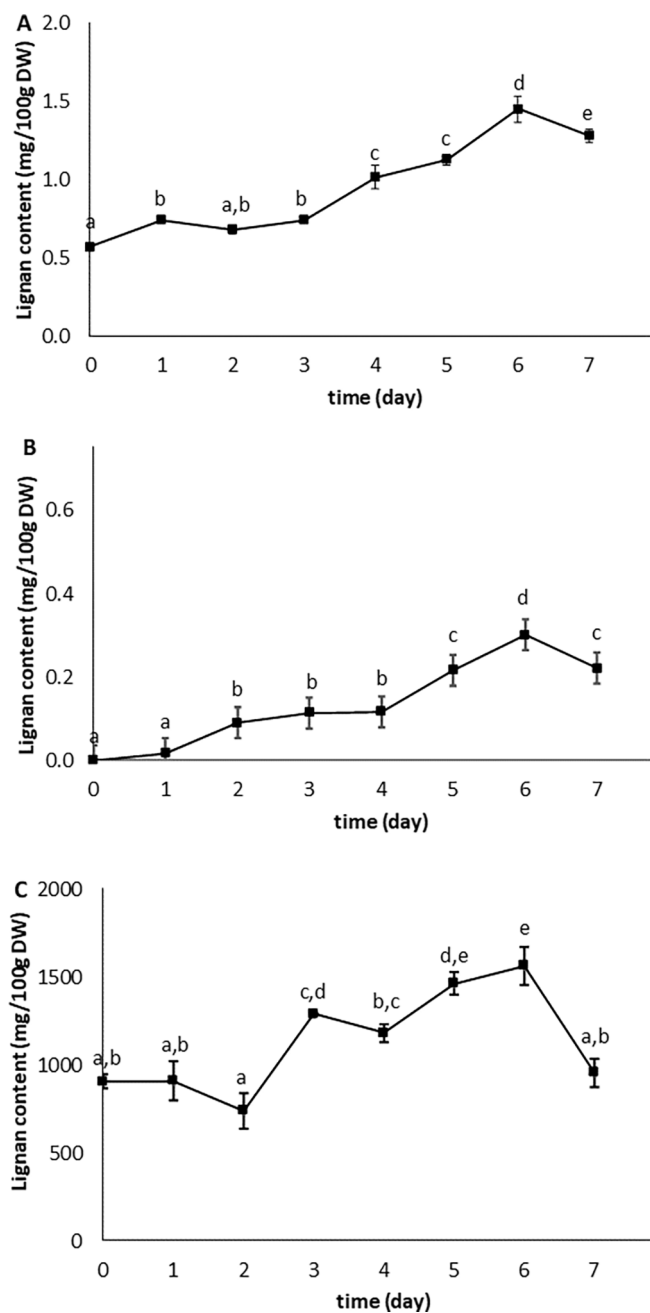 A
Lignan content (mg/100g DW)
2.0
1.5
1.0
0.5
0.0
a
b
a,b
b
c
c
d
e
0 1 2 3 4 5 6 7
time (day)
B
Lignan content (mg/100g DW)
0.6
0.4
0.2
0.0
a
a
b
b
b
c
d
c
0 1 2 3 4 5 6 7
time (day)
C
Lignan content (mg/100g DW)
2000
1500
1000
500
0
a,b
a,b
a
c,d
b,c
d,e
e
a,b
0 1 2 3 4 5 6 7
time (day)